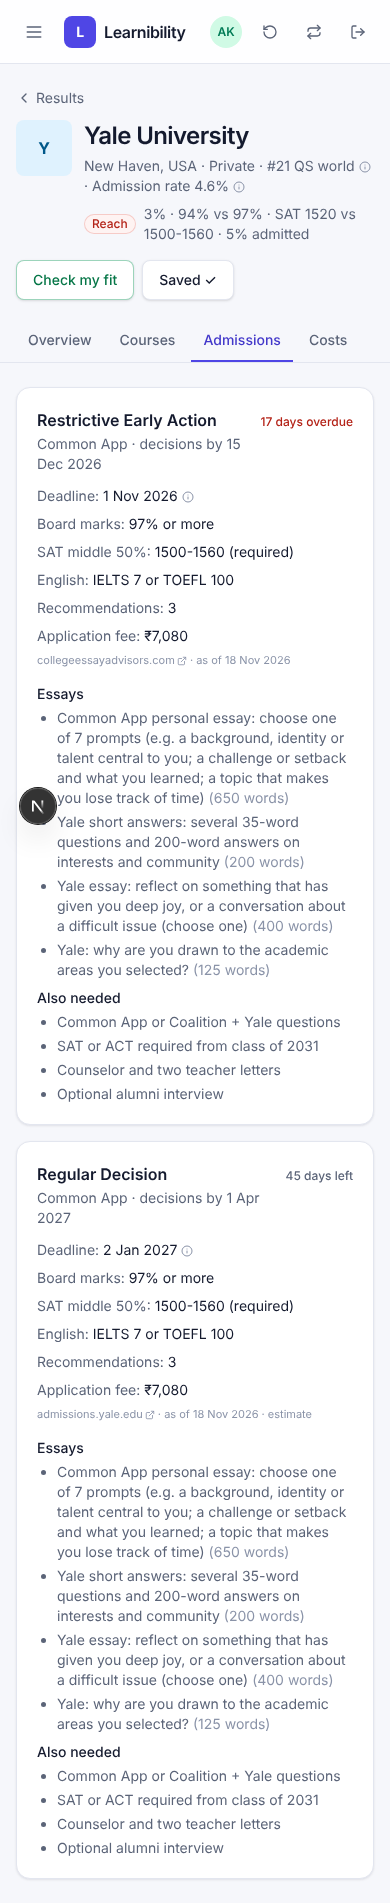 L Learnibility AK
Results
Y
Yale University
New Haven, USA · Private · #21 QS world
· Admission rate 4.6%
Reach
3% · 94% vs 97% · SAT 1520 vs
1500-1560 · 5% admitted
Check my fit
Saved ✓
Overview Courses Admissions Costs
Restrictive Early Action
17 days overdue
Common App · decisions by 15
Dec 2026
Deadline: 1 Nov 2026
Board marks: 97% or more
SAT middle 50%: 1500-1560 (required)
English: IELTS 7 or TOEFL 100
Recommendations: 3
Application fee: ₹7,080
collegeessayadvisors.com · as of 18 Nov 2026
Essays
• Common App personal essay: choose one
of 7 prompts (e.g. a background, identity or
talent central to you; a challenge or setback
and what you learned; a topic that makes
you lose track of time) (650 words)
N
Yale short answers: several 35-word
questions and 200-word answers on
interests and community (200 words)
• Yale essay: reflect on something that has
given you deep joy, or a conversation about
a difficult issue (choose one) (400 words)
• Yale: why are you drawn to the academic
areas you selected? (125 words)
Also needed
• Common App or Coalition + Yale questions
• SAT or ACT required from class of 2031
• Counselor and two teacher letters
• Optional alumni interview
Regular Decision
45 days left
Common App · decisions by 1 Apr
2027
Deadline: 2 Jan 2027
Board marks: 97% or more
SAT middle 50%: 1500-1560 (required)
English: IELTS 7 or TOEFL 100
Recommendations: 3
Application fee: ₹7,080
admissions.yale.edu · as of 18 Nov 2026 · estimate
Essays
• Common App personal essay: choose one
of 7 prompts (e.g. a background, identity or
talent central to you; a challenge or setback
and what you learned; a topic that makes
you lose track of time) (650 words)
• Yale short answers: several 35-word
questions and 200-word answers on
interests and community (200 words)
• Yale essay: reflect on something that has
given you deep joy, or a conversation about
a difficult issue (choose one) (400 words)
• Yale: why are you drawn to the academic
areas you selected? (125 words)
Also needed
• Common App or Coalition + Yale questions
• SAT or ACT required from class of 2031
• Counselor and two teacher letters
• Optional alumni interview